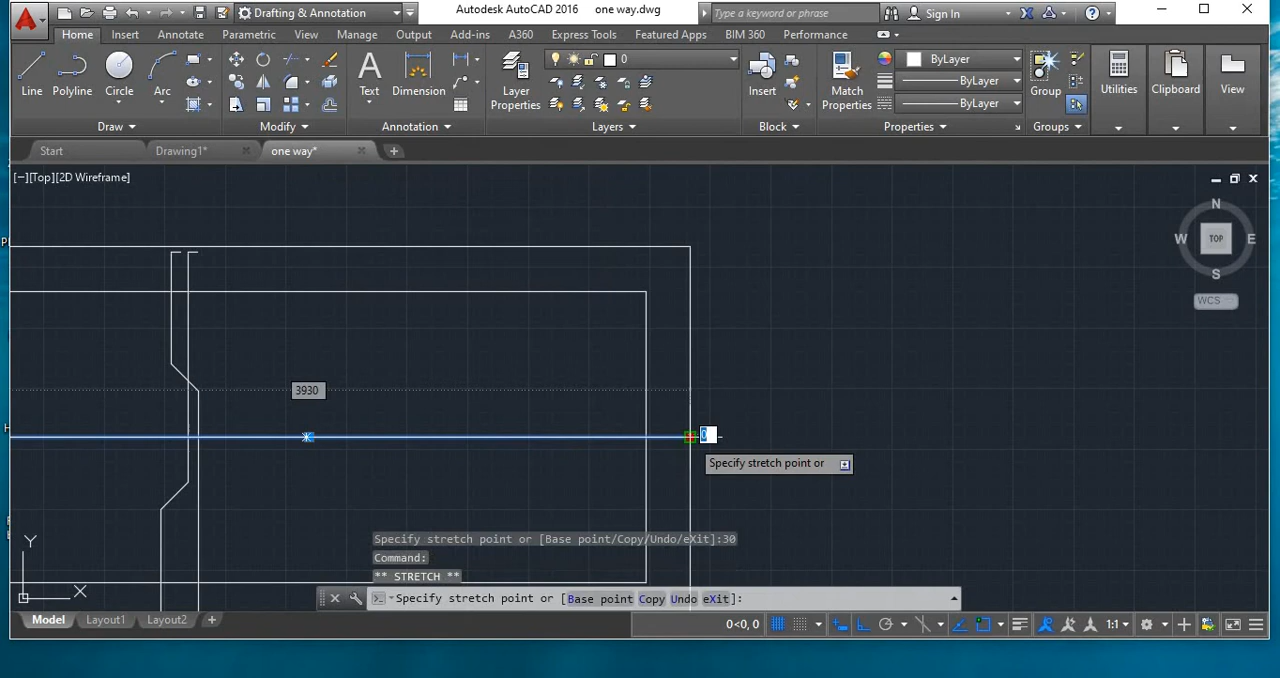 Drafting & Annotation
Autodesk AutoCAD 2016 one way.dwg
Type a keyword or phrase
Sign In
Home Insert Annotate Parametric View Manage Output Add-ins A360 Express Tools Featured Apps BIM 360 Performance
Line Polyline Circle Arc
Text Dimension
Layer Properties
0
Insert
Match Properties
ByLayer
ByLayer
ByLayer
Group
Utilities
Clipboard
View
Draw Modify Annotation Layers Block Properties Groups
Start Drawing1* one way*
[−][Top][2D Wireframe]
N
W TOP E
S
WCS
3930
0
Specify stretch point or
Specify stretch point or [Base point/Copy/Undo/eXit]:30
Command:
** STRETCH **
Specify stretch point or [Base point Copy Undo eXit]:
Y
X
Model Layout1 Layout2
0<0, 0
1:1